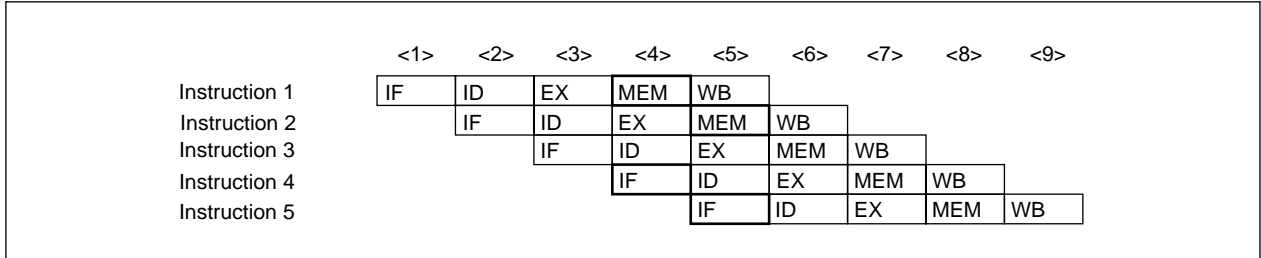 <1> <2> <3> <4> <5> <6> <7> <8> <9>
Instruction 1 IF ID EX MEM WB
Instruction 2 IF ID EX MEM WB
Instruction 3 IF ID EX MEM WB
Instruction 4 IF ID EX MEM WB
Instruction 5 IF ID EX MEM WB